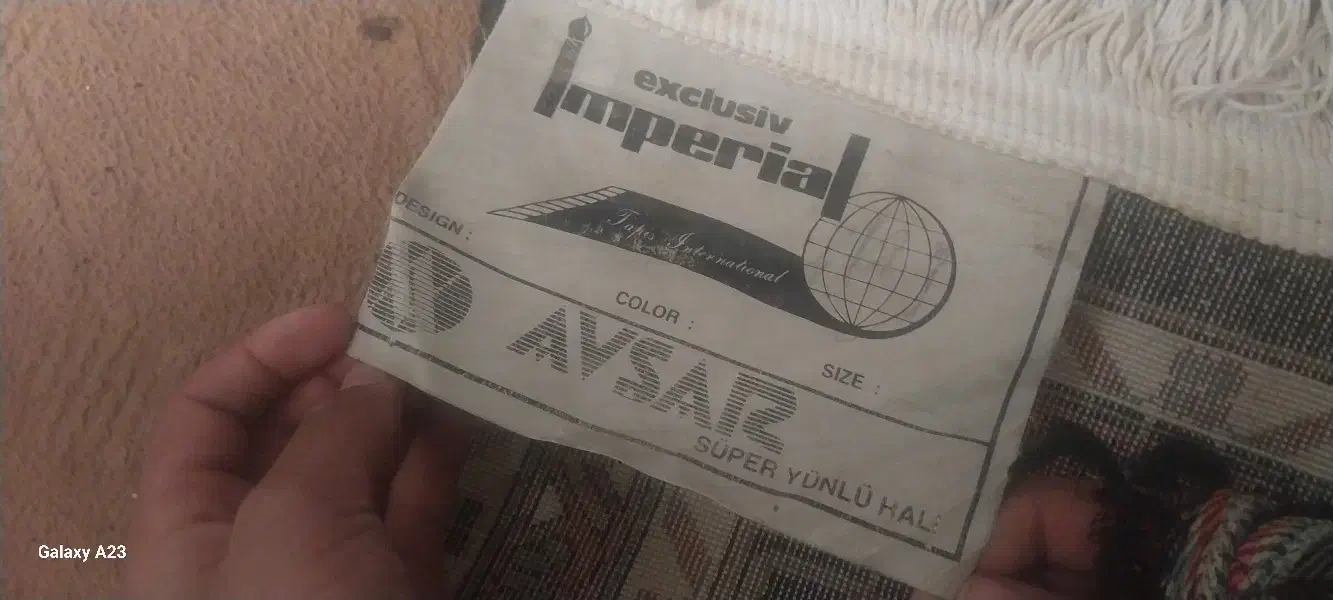 exclusiv
Imperial
Tapis International
DESIGN :
COLOR :
SIZE :
AVSAR
SÜPER YÜNLÜ HALI
Galaxy A23